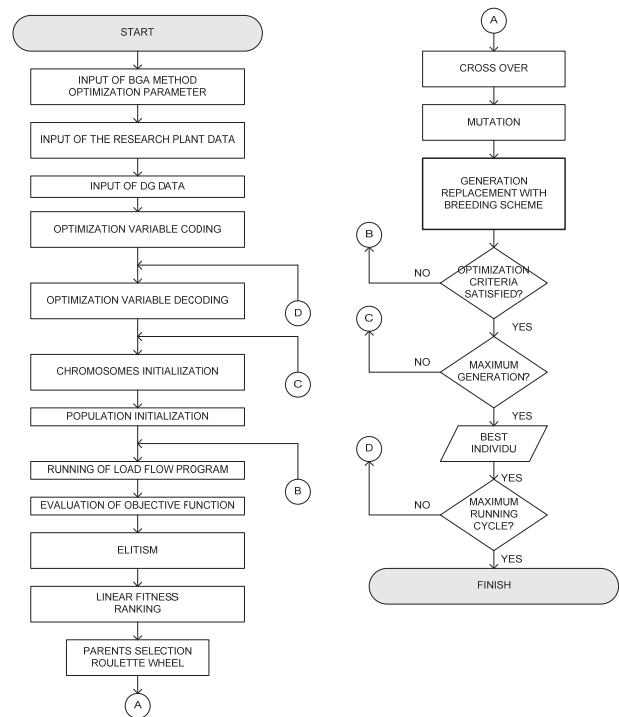 START
INPUT OF BGA METHOD
OPTIMIZATION PARAMETER
INPUT OF THE RESEARCH PLANT DATA
INPUT OF DG DATA
OPTIMIZATION VARIABLE CODING
D
OPTIMIZATION VARIABLE DECODING
C
CHROMOSOMES INITIALIIZATION
POPULATION INITIALIZATION
B
RUNNING OF LOAD FLOW PROGRAM
EVALUATION OF OBJECTIVE FUNCTION
ELITISM
LINEAR FITNESS
RANKING
PARENTS SELECTION
ROULETTE WHEEL
A
A
CROSS OVER
MUTATION
GENERATION
REPLACEMENT WITH
BREEDING SCHEME
B
NO
OPTIMIZATION
CRITERIA
SATISFIED?
YES
C
NO
MAXIMUM
GENERATION?
YES
BEST
INDIVIDU
D
YES
NO
MAXIMUM
RUNNING
CYCLE?
YES
FINISH